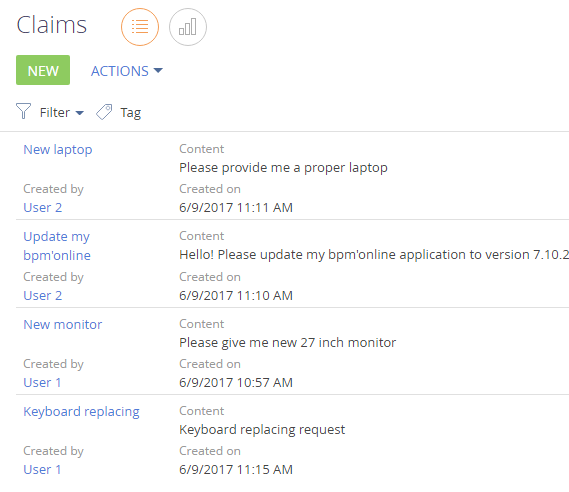 Claims
NEW
ACTIONS
Filter
Tag
New laptop
Content
Please provide me a proper laptop
Created by
Created on
User 2
6/9/2017 11:11 AM
Update my
bpm'online
Content
Hello! Please update my bpm'online application to version 7.10.2
Created by
Created on
User 2
6/9/2017 11:10 AM
New monitor
Content
Please give me new 27 inch monitor
Created by
Created on
User 1
6/9/2017 10:57 AM
Keyboard replacing
Content
Keyboard replacing request
Created by
Created on
User 1
6/9/2017 11:15 AM